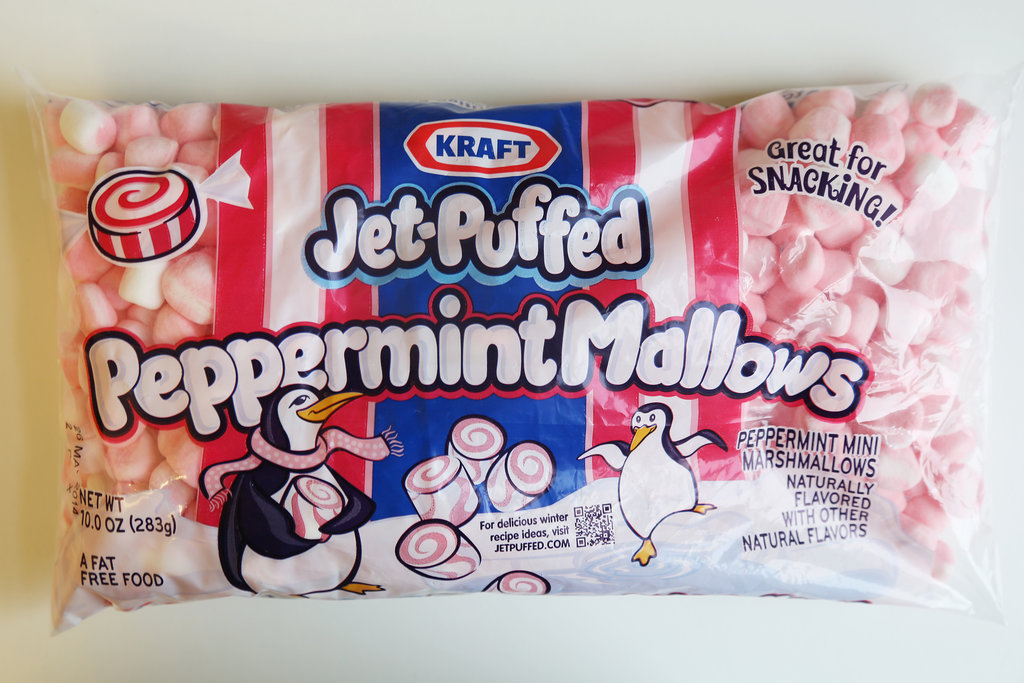 KRAFT
Jet-Puffed
Peppermint Mallows
Great for
SNACKiNG!
PEPPERMINT MINI
MARSHMALLOWS
NATURALLY
FLAVORED
WITH OTHER
NATURAL FLAVORS
NET WT
10.0 OZ (283g)
A FAT
FREE FOOD
For delicious winter
recipe ideas, visit
JETPUFFED.COM